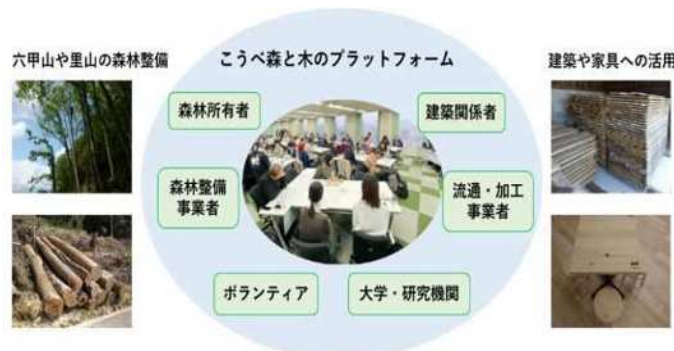 六甲山や里山の森林整備
こうべ森と木のプラットフォーム
建築や家具への活用
森林所有者
建築関係者
森林整備
事業者
流通・加工
事業者
ボランティア
大学・研究機関